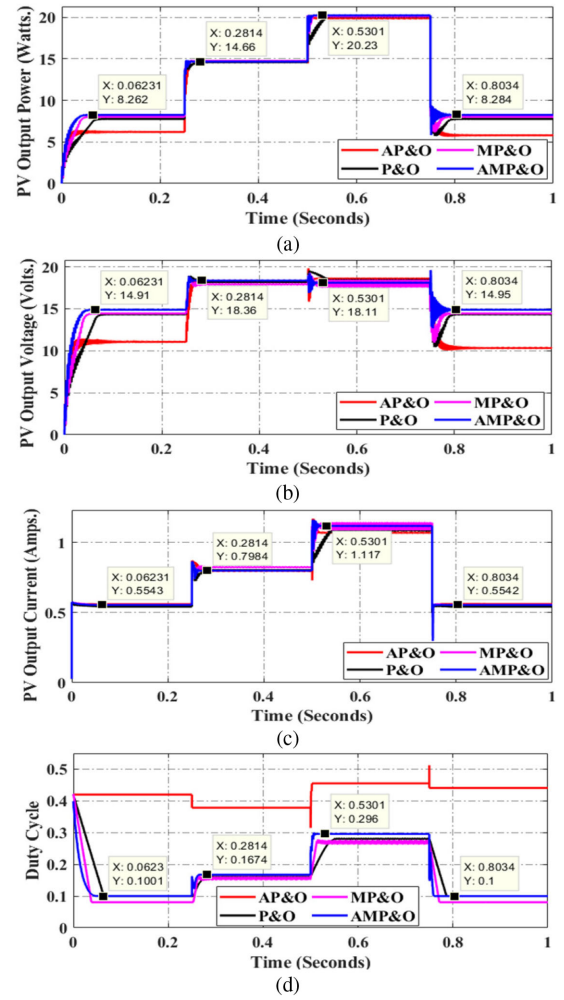 (a)
PV Output Power (Watts.)
20
15
10
5
0
X: 0.06231
Y: 8.262
X: 0.2814
Y: 14.66
X: 0.5301
Y: 20.23
X: 0.8034
Y: 8.284
AP&O
MP&O
P&O
AMP&O
0 0.2 0.4 0.6 0.8 1
Time (Seconds)
(a)
PV Output Voltage (Volts.)
20
15
10
5
0
X: 0.06231
Y: 14.91
X: 0.2814
Y: 18.36
X: 0.5301
Y: 18.11
X: 0.8034
Y: 14.95
AP&O
MP&O
P&O
AMP&O
0 0.2 0.4 0.6 0.8 1
Time (Seconds)
(b)
PV Output Current (Amps.)
1
0.5
0
X: 0.06231
Y: 0.5543
X: 0.2814
Y: 0.7984
X: 0.5301
Y: 1.117
X: 0.8034
Y: 0.5542
AP&O
MP&O
P&O
AMP&O
0 0.2 0.4 0.6 0.8 1
Time (Seconds)
(c)
Duty Cycle
0.5
0.4
0.3
0.2
0.1
0
X: 0.0623
Y: 0.1001
X: 0.2814
Y: 0.1674
X: 0.5301
Y: 0.296
X: 0.8034
Y: 0.1
AP&O
MP&O
P&O
AMP&O
0 0.2 0.4 0.6 0.8 1
Time (Seconds)
(d)